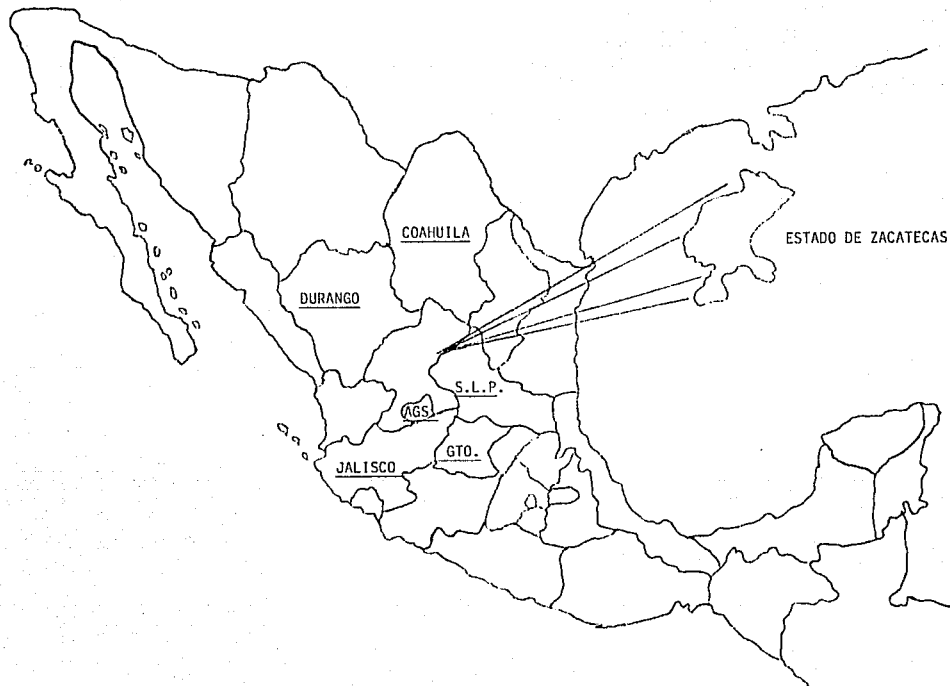 COAHUILA
ESTADO DE ZACATECAS
DURANGO
S.L.P.
AGS.
GTO.
JALISCO